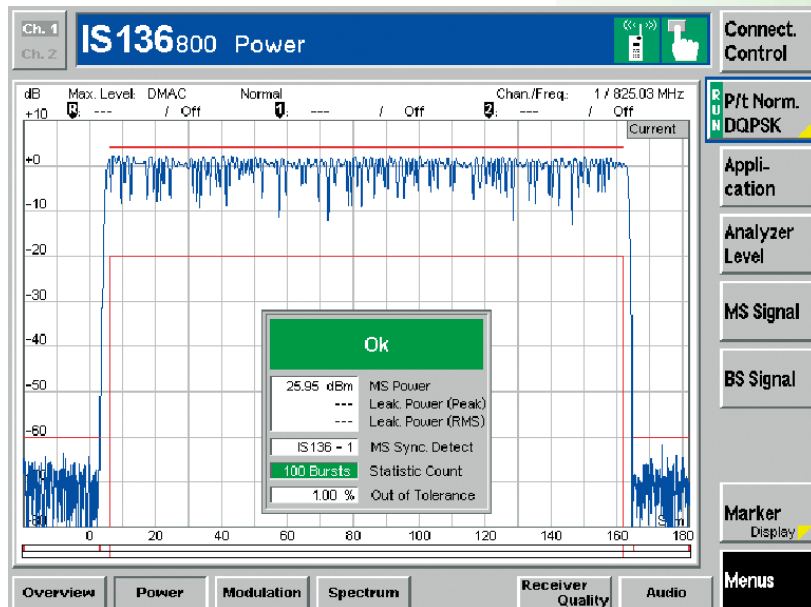 Ch. 1
Ch. 2
IS136800 Power
Connect.
Control
dB Max. Level: DMAC Normal Chan./Freq.: 1 / 825.03 MHz
R: --- / Off 1: --- / Off 2: --- / Off
Current
RUN
P/t Norm.
DQPSK
Appli-
cation
Analyzer
Level
MS Signal
BS Signal
Marker
Display
Menus
+10
+0
-10
-20
-30
-40
-50
-60
-80
Ok
25.95 dBm MS Power
--- Leak. Power (Peak)
--- Leak. Power (RMS)
IS136 - 1 MS Sync. Detect
100 Bursts Statistic Count
1.00 % Out of Tolerance
0 20 40 60 80 100 120 140 160 180
Overview Power Modulation Spectrum Receiver Quality Audio